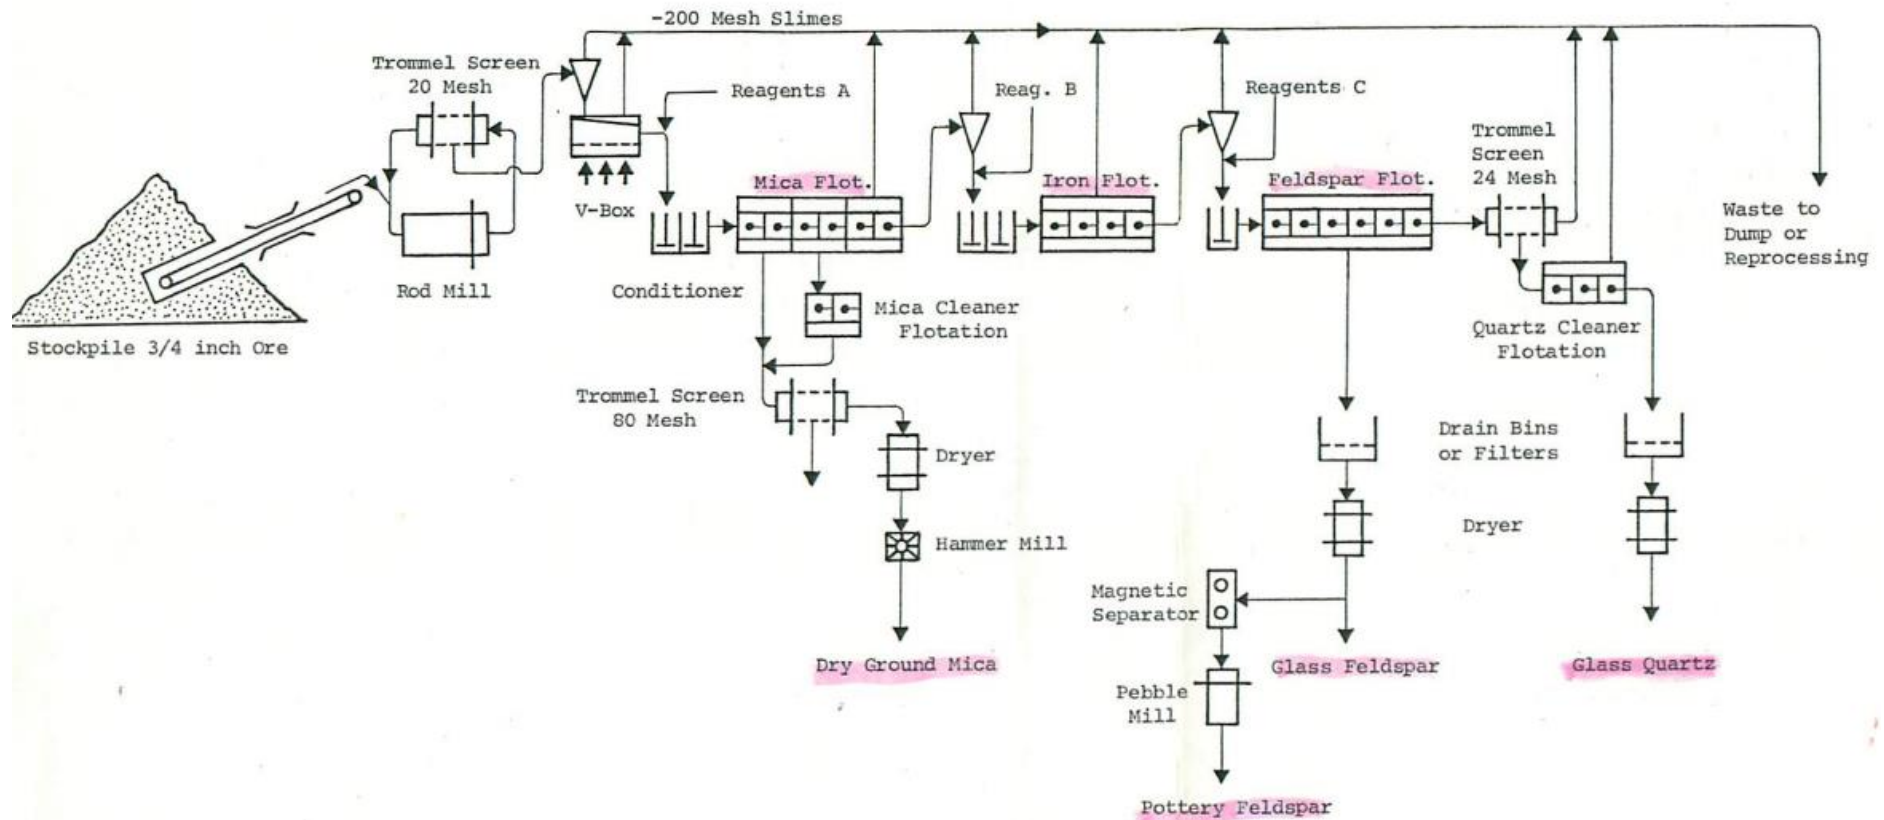 -200 Mesh Slimes
Trommel Screen
20 Mesh
Reagents A
Reag. B
Reagents C
Trommel
Screen
24 Mesh
Mica Flot.
Iron Flot.
Feldspar Flot.
V-Box
Waste to
Dump or
Reprocessing
Rod Mill
Conditioner
Mica Cleaner
Flotation
Quartz Cleaner
Flotation
Stockpile 3/4 inch Ore
Trommel Screen
80 Mesh
Dryer
Drain Bins
or Filters
Hammer Mill
Dryer
Magnetic
Separator
Dry Ground Mica
Glass Feldspar
Glass Quartz
Pebble
Mill
Pottery Feldspar